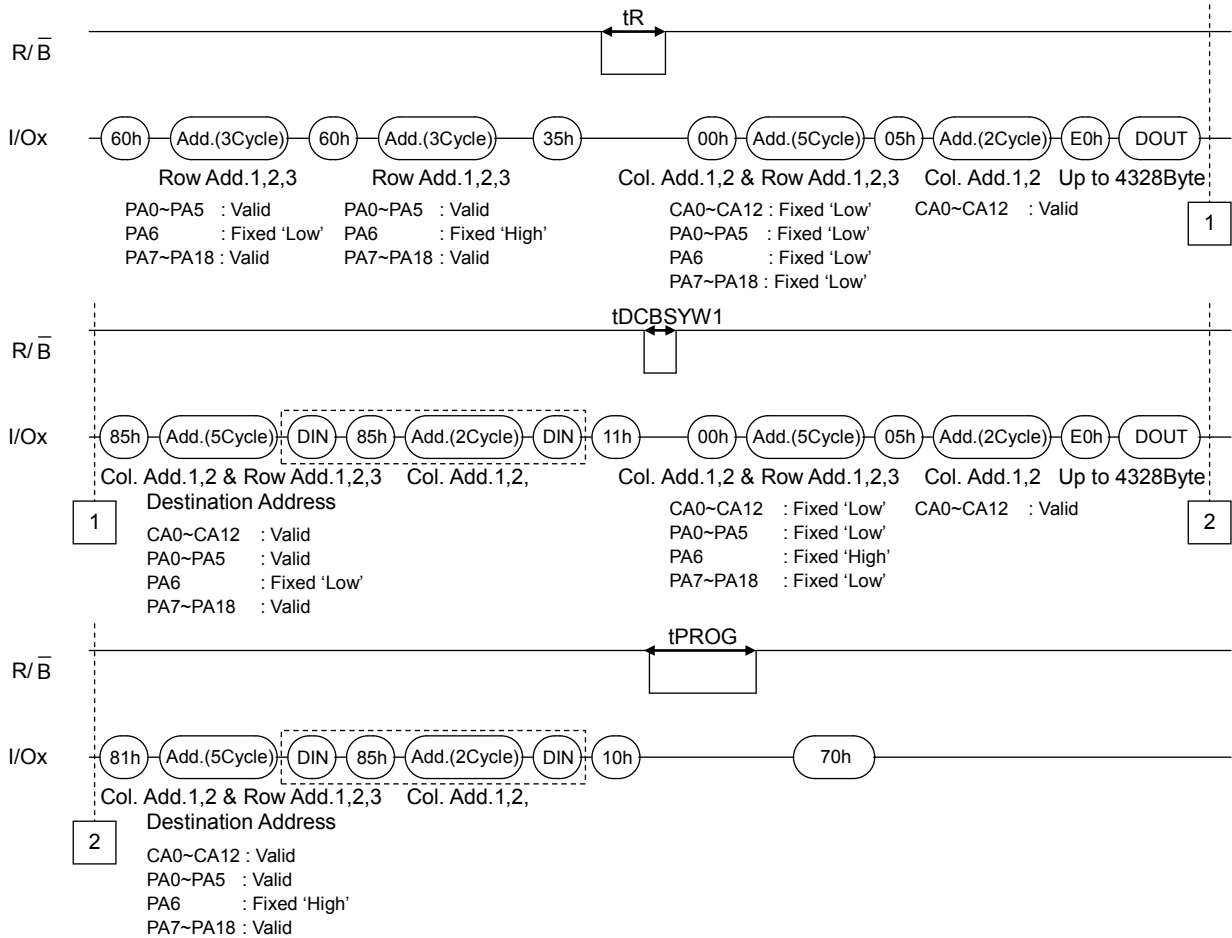 tR
R/B̅
I/Ox 60h Add.(3Cycle) 60h Add.(3Cycle) 35h 00h Add.(5Cycle) 05h Add.(2Cycle) E0h DOUT
Row Add.1,2,3 Row Add.1,2,3 Col. Add.1,2 & Row Add.1,2,3 Col. Add.1,2 Up to 4328Byte
PA0~PA5 : Valid PA0~PA5 : Valid CA0~CA12 : Fixed ‘Low’ CA0~CA12 : Valid
PA6 : Fixed ‘Low’ PA6 : Fixed ‘High’ PA0~PA5 : Fixed ‘Low’
PA7~PA18 : Valid PA7~PA18 : Valid PA6 : Fixed ‘Low’
PA7~PA18 : Fixed ‘Low’
1
tDCBSYW1
R/B̅
I/Ox 85h Add.(5Cycle) DIN 85h Add.(2Cycle) DIN 11h 00h Add.(5Cycle) 05h Add.(2Cycle) E0h DOUT
Col. Add.1,2 & Row Add.1,2,3 Col. Add.1,2, Col. Add.1,2 & Row Add.1,2,3 Col. Add.1,2 Up to 4328Byte
1 Destination Address
CA0~CA12 : Valid CA0~CA12 : Fixed ‘Low’ CA0~CA12 : Valid
PA0~PA5 : Valid PA0~PA5 : Fixed ‘Low’
PA6 : Fixed ‘Low’ PA6 : Fixed ‘High’
PA7~PA18 : Valid PA7~PA18 : Fixed ‘Low’
2
tPROG
R/B̅
I/Ox 81h Add.(5Cycle) DIN 85h Add.(2Cycle) DIN 10h 70h
Col. Add.1,2 & Row Add.1,2,3 Col. Add.1,2,
2 Destination Address
CA0~CA12 : Valid
PA0~PA5 : Valid
PA6 : Fixed ‘High’
PA7~PA18 : Valid